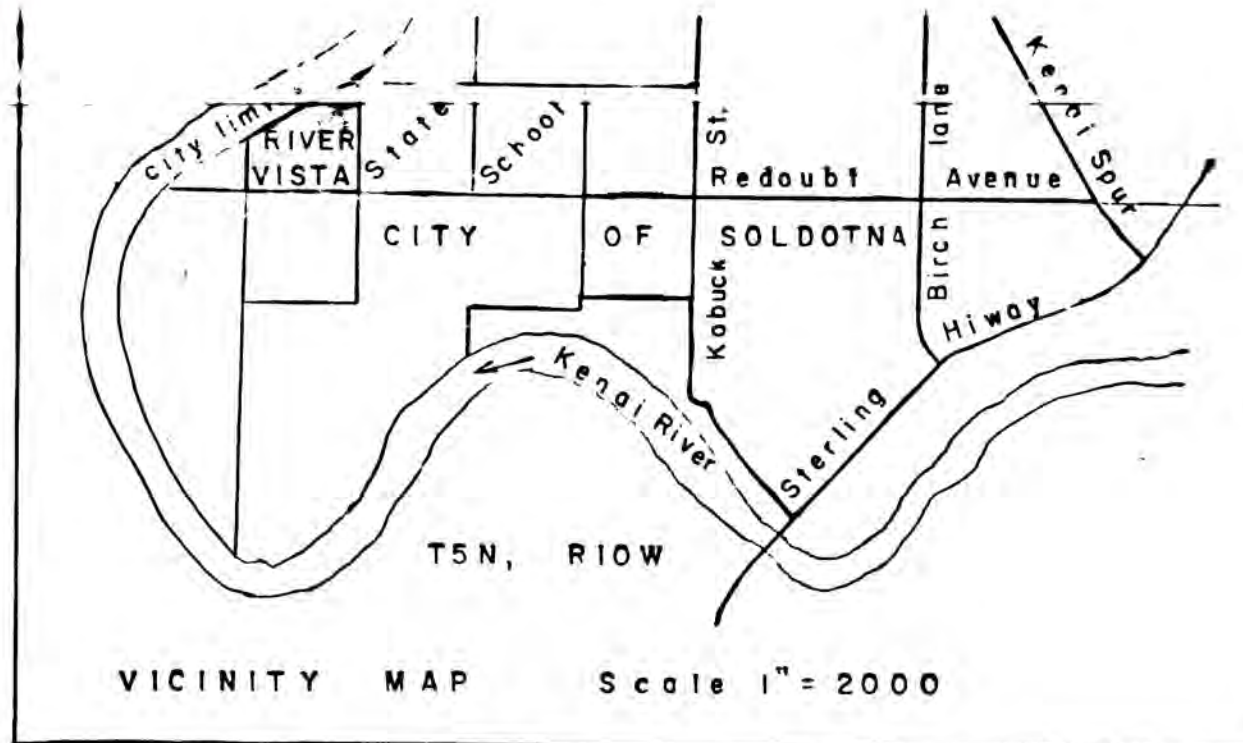 City limits
RIVER
VISTA
State
School
Kobuck St.
Birch lane
Kenai Spur
Redoubt Avenue
CITY OF SOLDOTNA
Sterling Hiway
Kenai River
T5N, R10W
VICINITY MAP Scale 1" = 2000